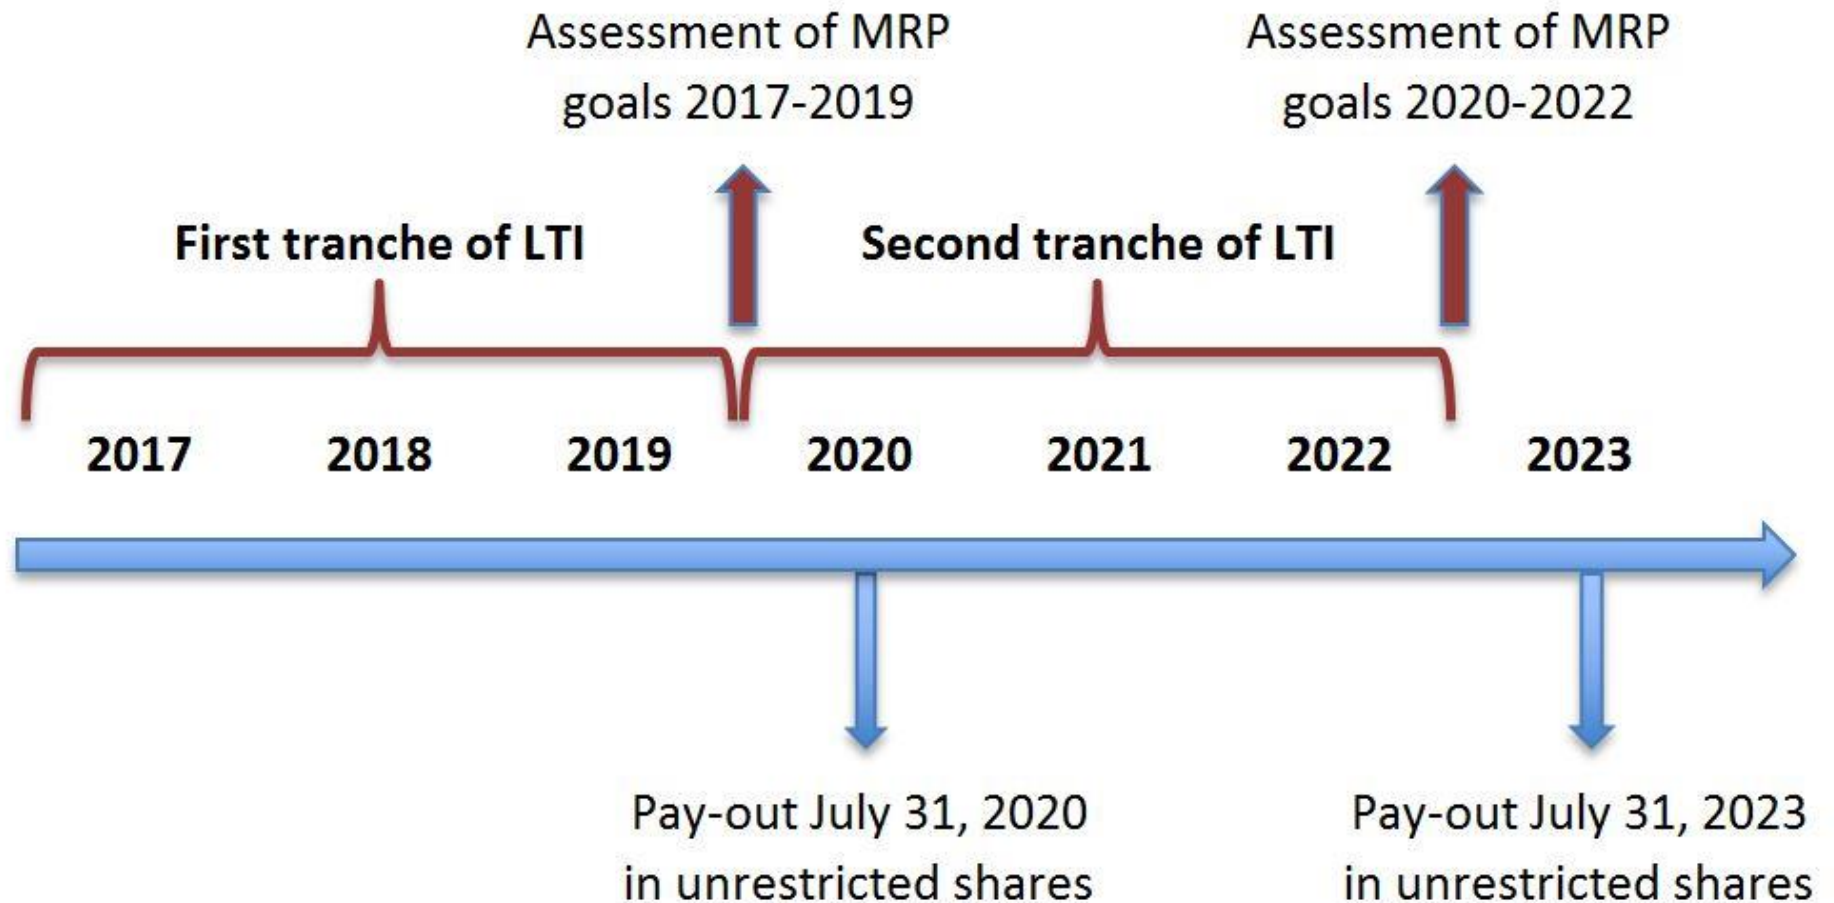 Assessment of MRP
goals 2017-2019
Assessment of MRP
goals 2020-2022
First tranche of LTI
Second tranche of LTI
2017
2018
2019
2020
2021
2022
2023
Pay-out July 31, 2020
in unrestricted shares
Pay-out July 31, 2023
in unrestricted shares